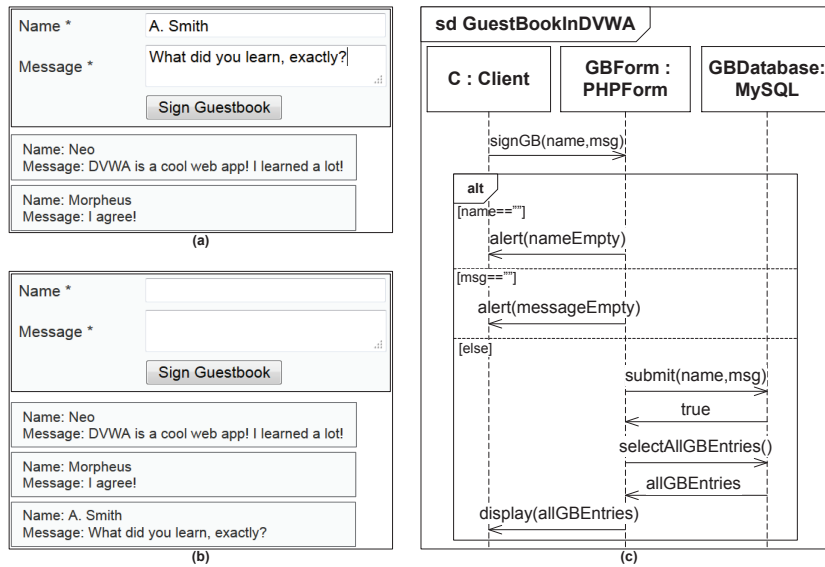 Name *
A. Smith
Message *
What did you learn, exactly?
Sign Guestbook
Name: Neo
Message: DVWA is a cool web app! I learned a lot!
Name: Morpheus
Message: I agree!
(a)
Name *
Message *
Sign Guestbook
Name: Neo
Message: DVWA is a cool web app! I learned a lot!
Name: Morpheus
Message: I agree!
Name: A. Smith
Message: What did you learn, exactly?
(b)
sd GuestBookInDVWA
C : Client
GBForm :
PHPForm
GBDatabase:
MySQL
signGB(name,msg)
alt
[name==””]
alert(nameEmpty)
[msg==””]
alert(messageEmpty)
[else]
submit(name,msg)
true
selectAllGBEntries()
allGBEntries
display(allGBEntries)
(c)